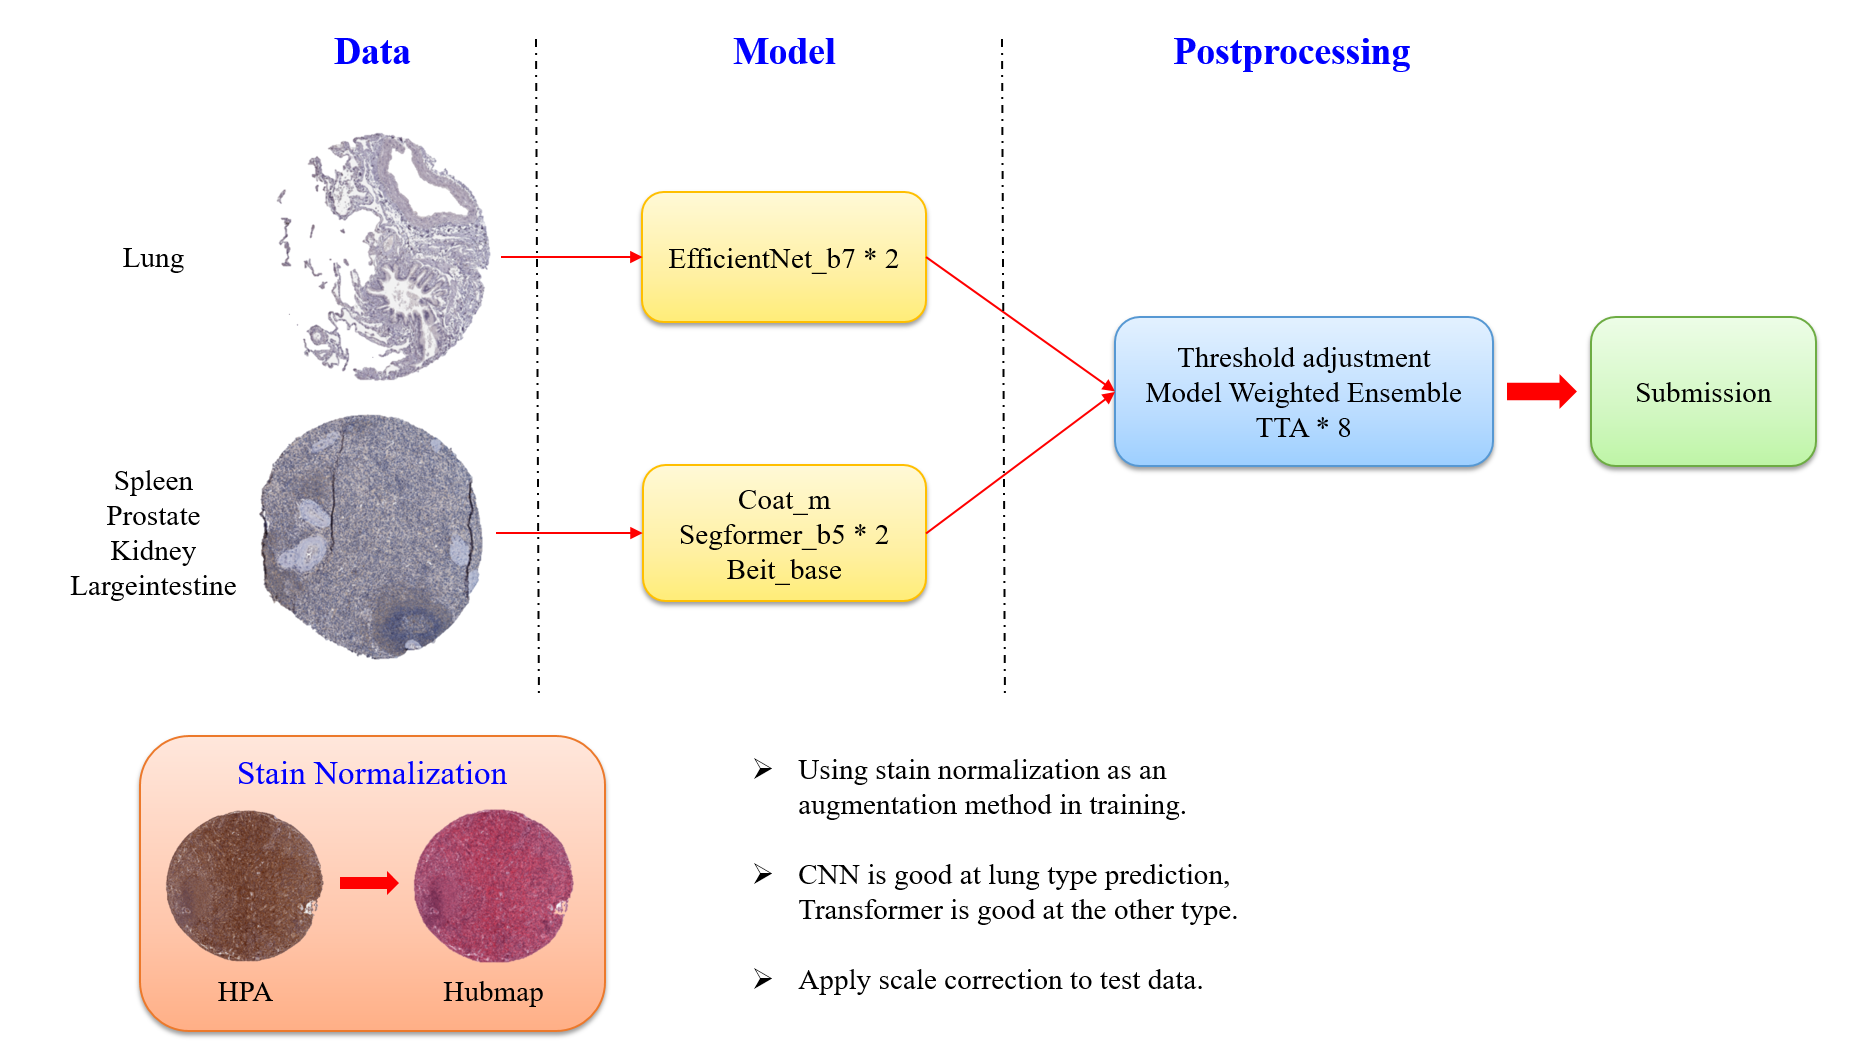 Data
Model
Postprocessing
Lung
EfficientNet_b7 * 2
Threshold adjustment
Model Weighted Ensemble
TTA * 8
Submission
Spleen
Prostate
Kidney
Largeintestine
Coat_m
Segformer_b5 * 2
Beit_base
Stain Normalization
HPA
Hubmap
➢ Using stain normalization as an
augmentation method in training.
➢ CNN is good at lung type prediction,
Transformer is good at the other type.
➢ Apply scale correction to test data.